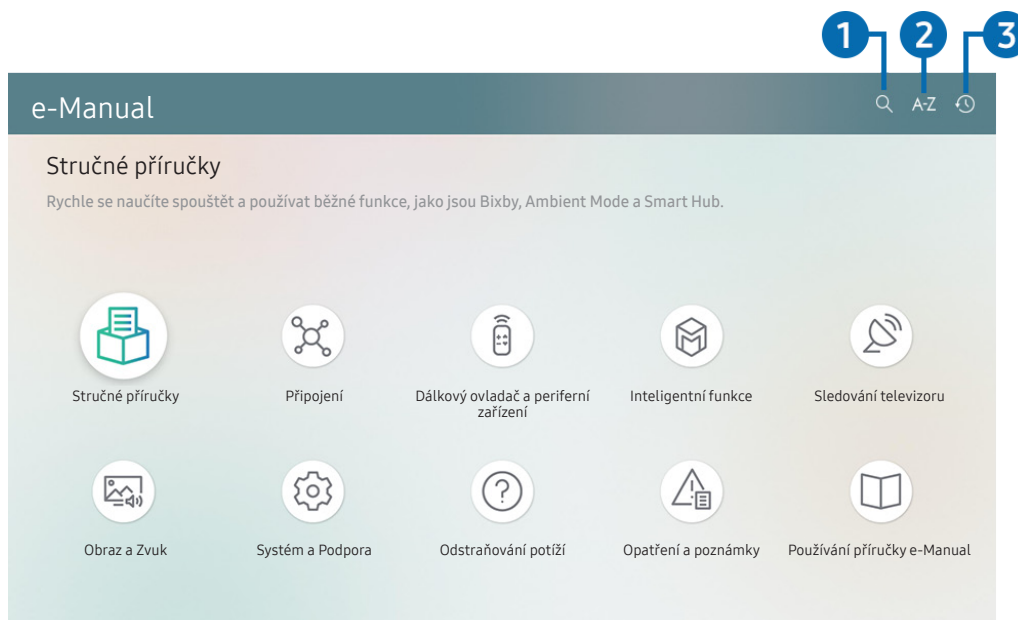 1 2 3
e-Manual
A-Z
Stručné příručky
Rychle se naučíte spouštět a používat běžné funkce, jako jsou Bixby, Ambient Mode a Smart Hub.
Stručné příručky
Připojení
Dálkový ovladač a periferní
zařízení
Inteligentní funkce
Sledování televizoru
Obraz a Zvuk
Systém a Podpora
Odstraňování potíží
Opatření a poznámky
Používání příručky e-Manual